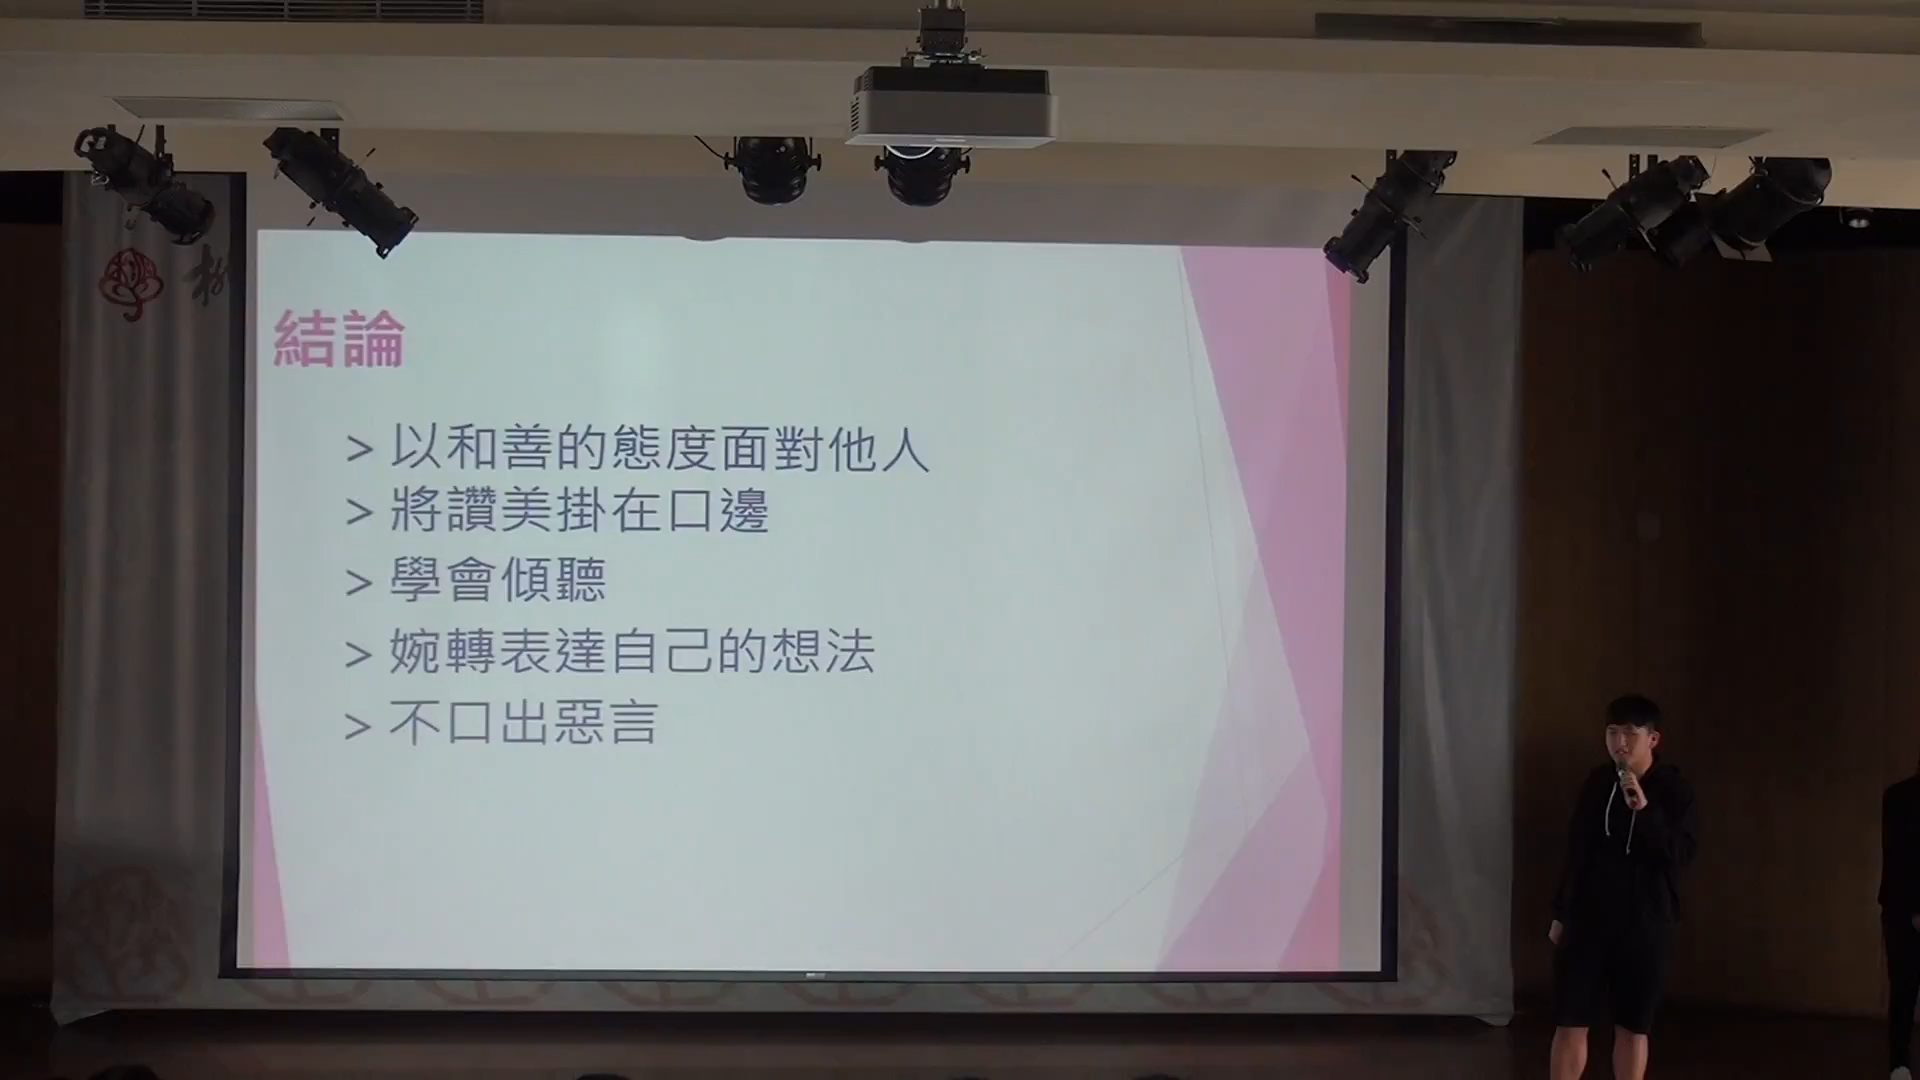 結論
> 以和善的態度面對他人
> 將讚美掛在口邊
> 學會傾聽
> 婉轉表達自己的想法
> 不口出惡言